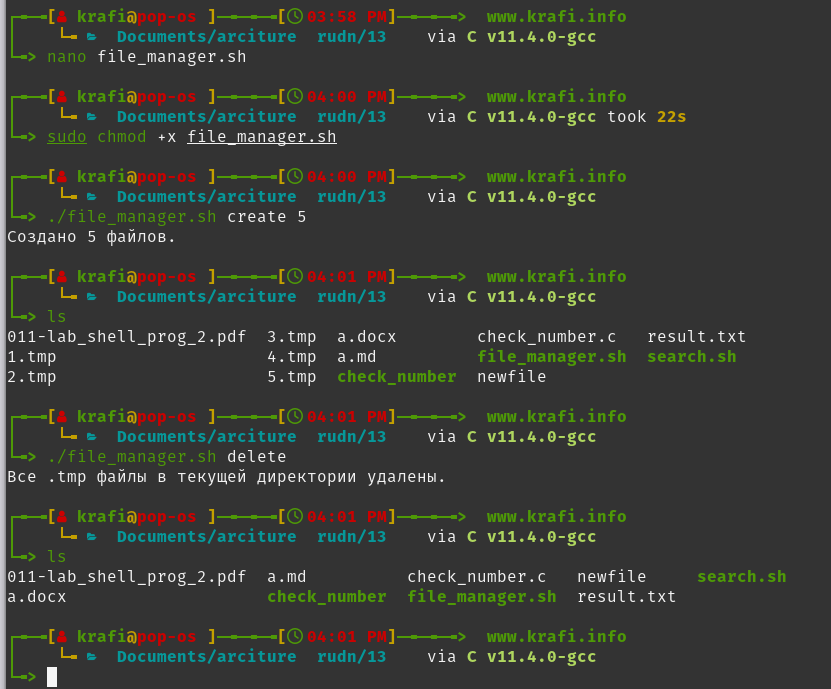 [ krafi@pop-os ][ 03:58 PM] www.krafi.info
Documents/arciture rudn/13 via C v11.4.0-gcc
nano file_manager.sh
[ krafi@pop-os ][ 04:00 PM] www.krafi.info
Documents/arciture rudn/13 via C v11.4.0-gcc took 22s
sudo chmod +x file_manager.sh
[ krafi@pop-os ][ 04:00 PM] www.krafi.info
Documents/arciture rudn/13 via C v11.4.0-gcc
./file_manager.sh create 5
Создано 5 файлов.
[ krafi@pop-os ][ 04:01 PM] www.krafi.info
Documents/arciture rudn/13 via C v11.4.0-gcc
ls
011-lab_shell_prog_2.pdf 3.tmp a.docx check_number.c result.txt
1.tmp 4.tmp a.md file_manager.sh search.sh
2.tmp 5.tmp check_number newfile
[ krafi@pop-os ][ 04:01 PM] www.krafi.info
Documents/arciture rudn/13 via C v11.4.0-gcc
./file_manager.sh delete
Все .tmp файлы в текущей директории удалены.
[ krafi@pop-os ][ 04:01 PM] www.krafi.info
Documents/arciture rudn/13 via C v11.4.0-gcc
ls
011-lab_shell_prog_2.pdf a.md check_number.c newfile search.sh
a.docx check_number file_manager.sh result.txt
[ krafi@pop-os ][ 04:01 PM] www.krafi.info
Documents/arciture rudn/13 via C v11.4.0-gcc